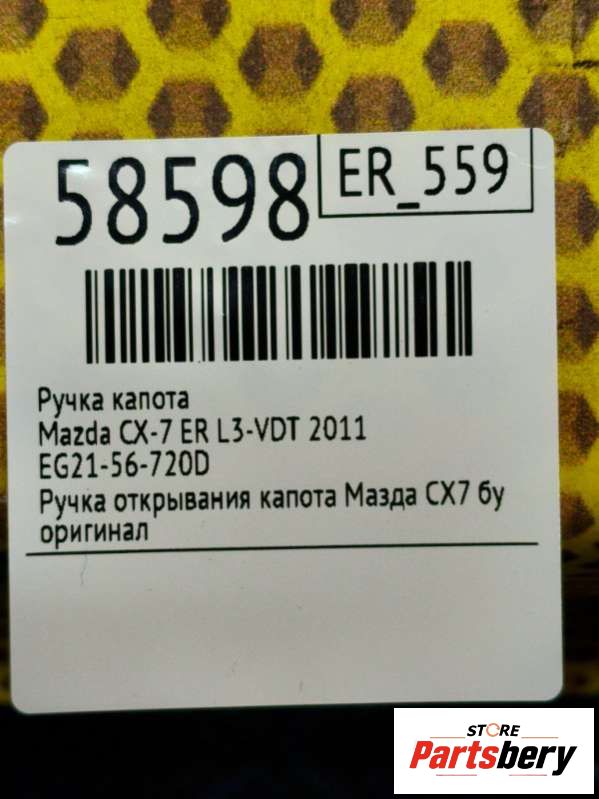 58598
ER_559
Ручка капота
Mazda CX-7 ER L3-VDT 2011
EG21-56-720D
Ручка открывания капота Мазда СХ7 бу
оригинал
STORE
Partsbery